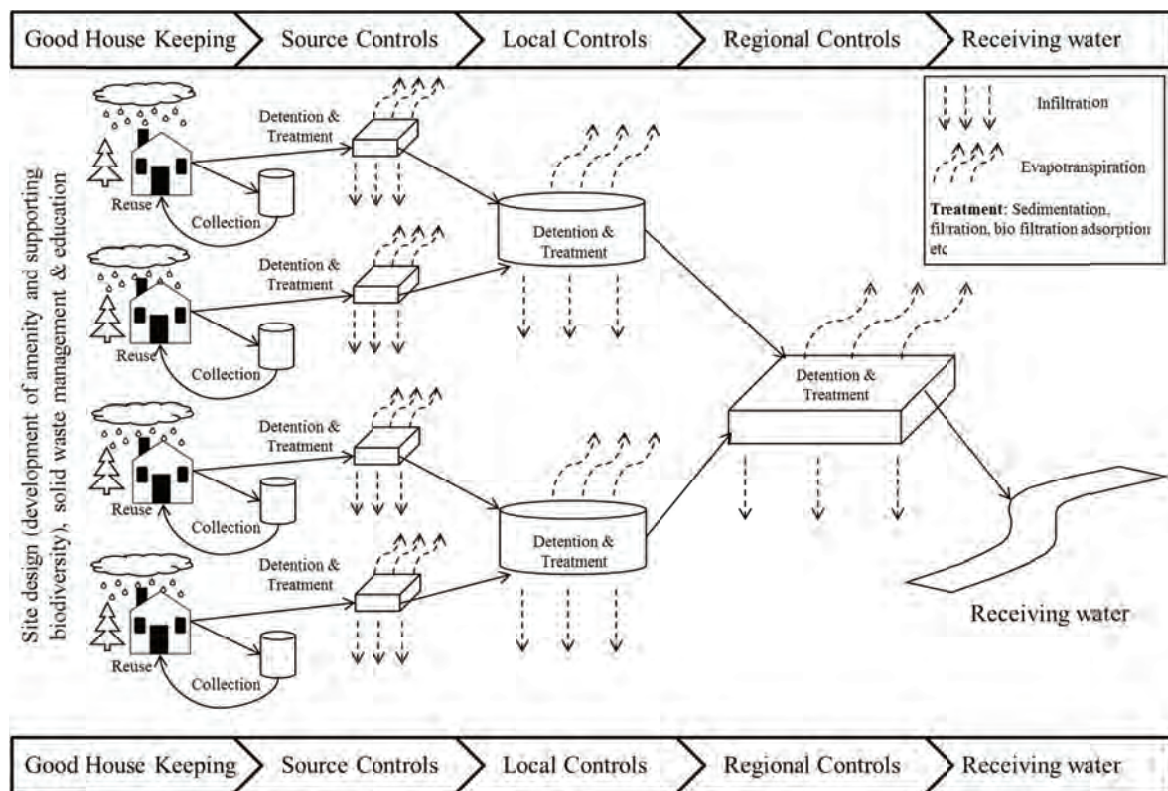 Good House Keeping
Source Controls
Local Controls
Regional Controls
Receiving water
Site design (development of amenity and supporting
biodiversity), solid waste management & education
Reuse
Collection
Detention &
Treatment
Reuse
Collection
Detention &
Treatment
Reuse
Collection
Detention &
Treatment
Reuse
Collection
Detention &
Treatment
Detention &
Treatment
Detention &
Treatment
Detention &
Treatment
Infiltration
Evapotranspiration
Treatment: Sedimentation,
filtration, bio filtration adsorption
etc
Receiving water
Good House Keeping
Source Controls
Local Controls
Regional Controls
Receiving water